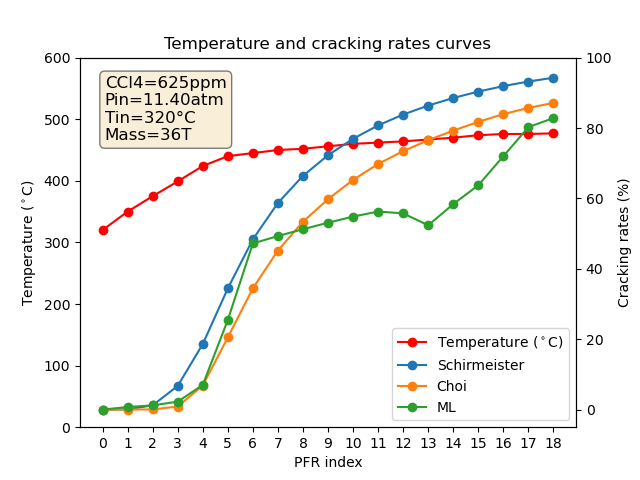 Temperature and cracking rates curves
CCl4=625ppm
Pin=11.40atm
Tin=320°C
Mass=36T
Temperature (°C)
600
500
400
300
200
100
0
100
80
60
40
20
0
Cracking rates (%)
Temperature (°C)
Schirmeister
Choi
ML
0 1 2 3 4 5 6 7 8 9 10 11 12 13 14 15 16 17 18
PFR index